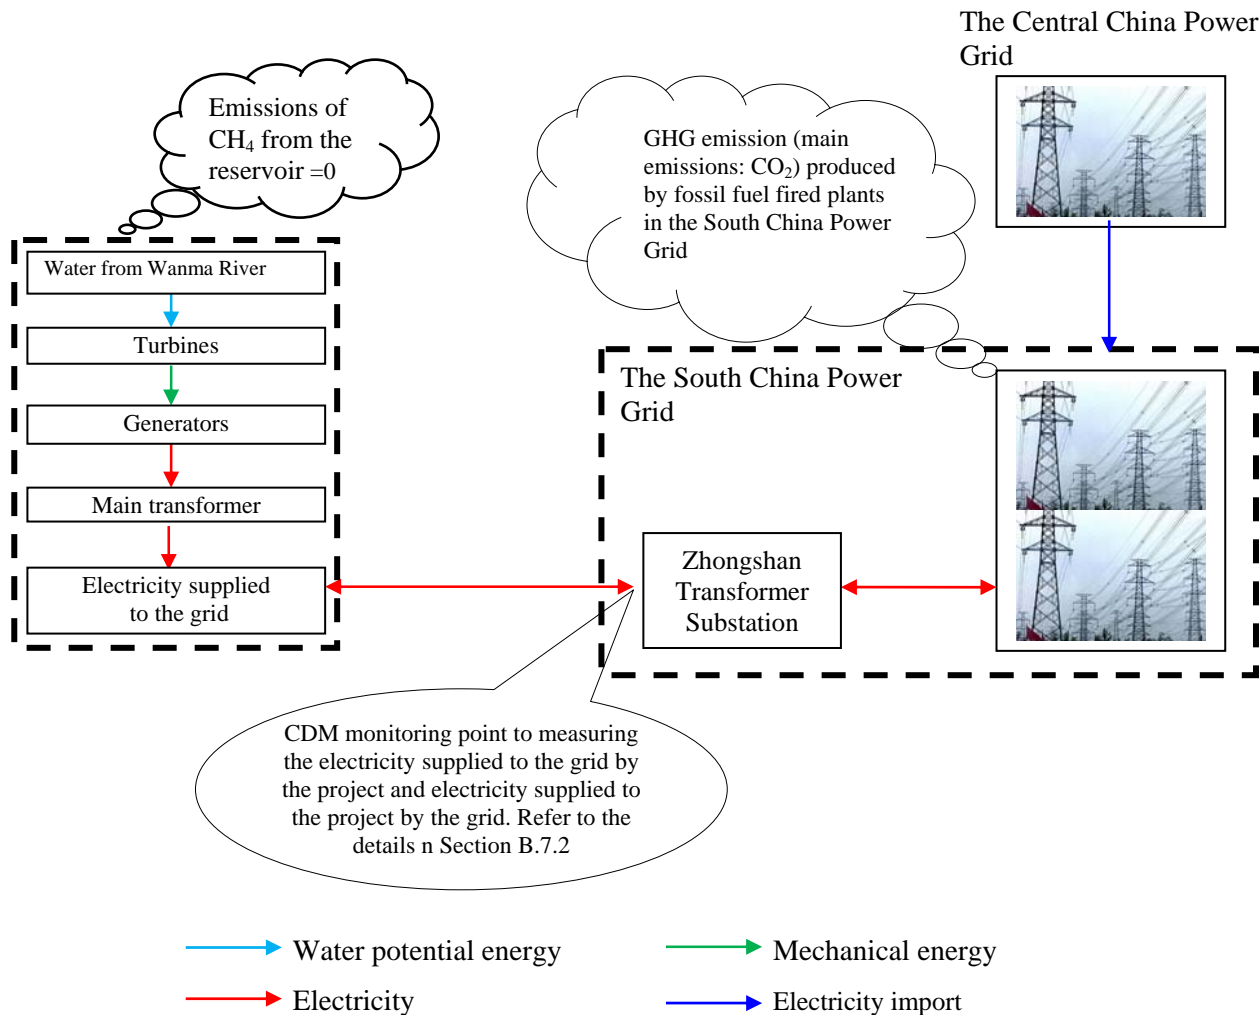 The Central China Power
Grid
Emissions of
CH₄ from the
reservoir =0
GHG emission (main
emissions: CO₂) produced
by fossil fuel fired plants
in the South China Power
Grid
Water from Wanma River
Turbines
Generators
Main transformer
Electricity supplied
to the grid
The South China Power
Grid
Zhongshan
Transformer
Substation
CDM monitoring point to measuring
the electricity supplied to the grid by
the project and electricity supplied to
the project by the grid. Refer to the
details n Section B.7.2
Water potential energy
Mechanical energy
Electricity
Electricity import